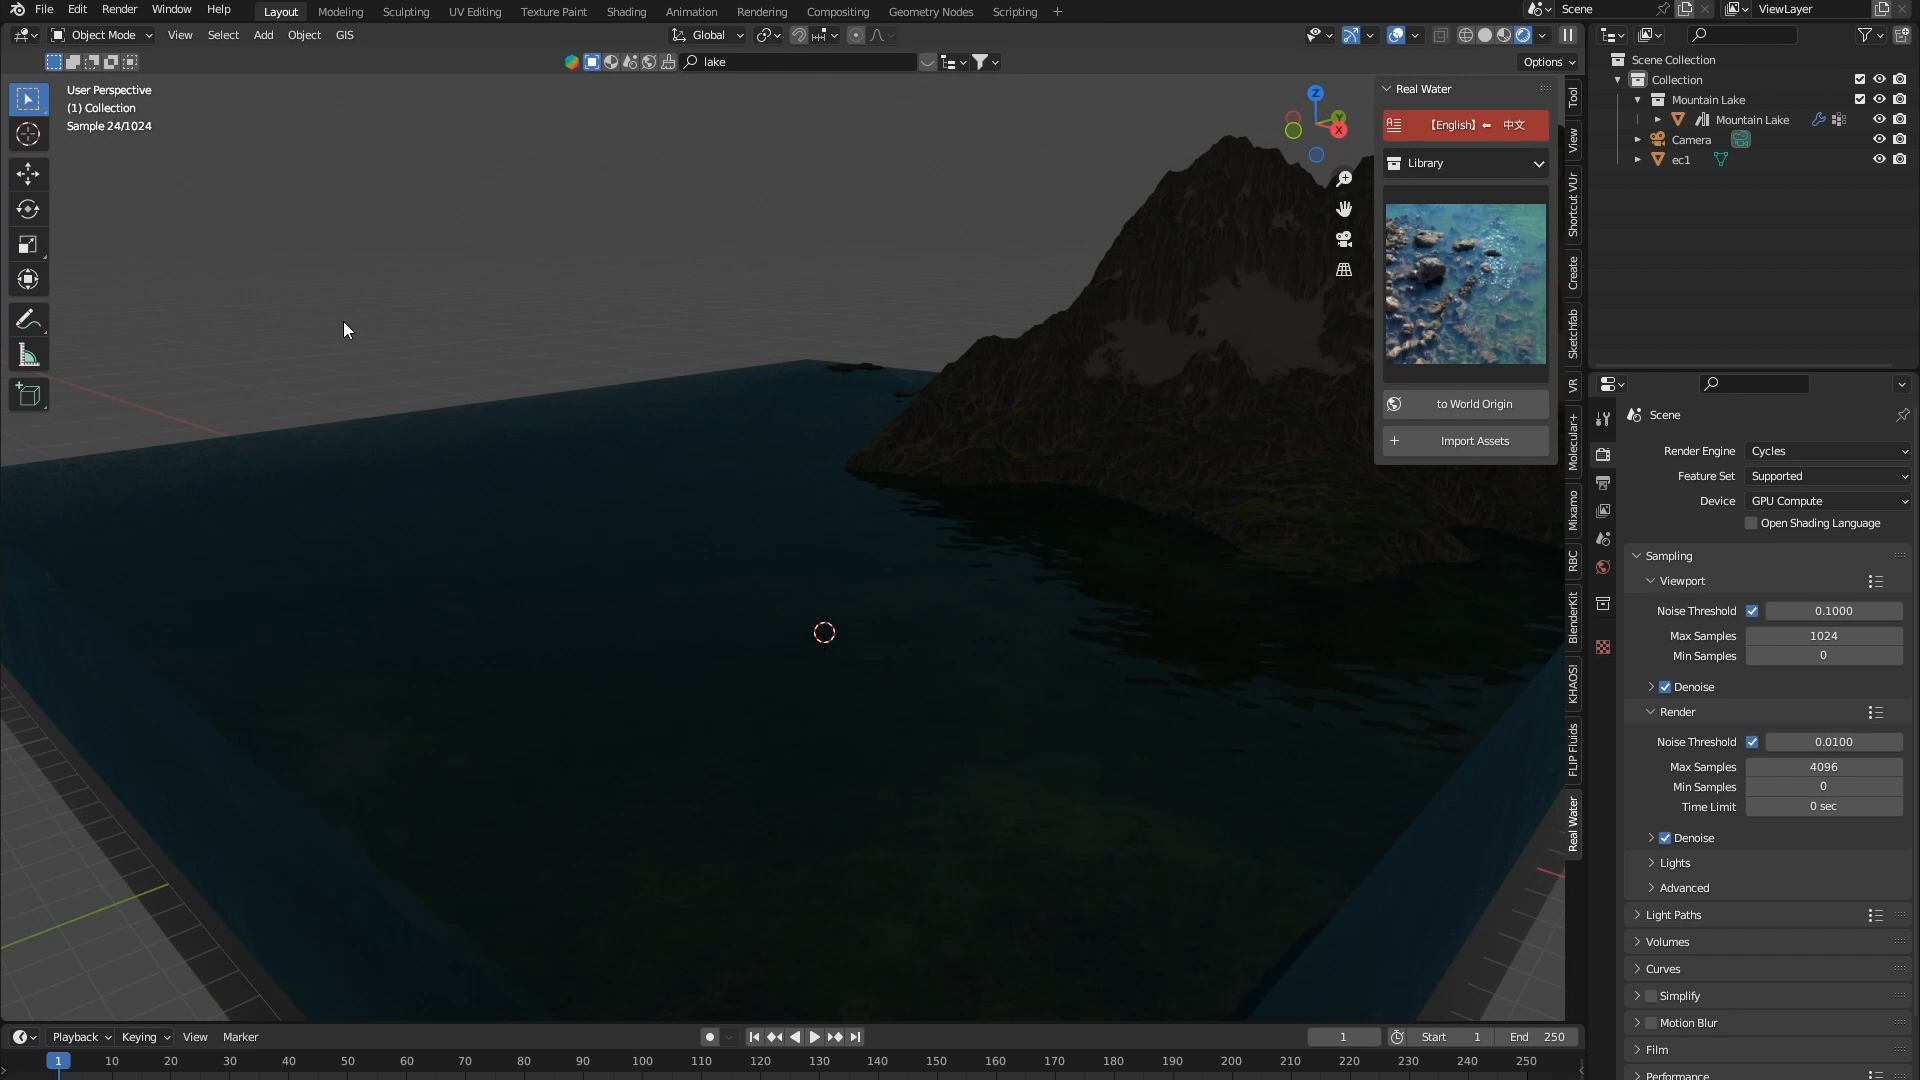 File Edit Render Window Help Layout Modeling Sculpting UV Editing Texture Paint Shading Animation Rendering Compositing Geometry Nodes Scripting + Scene ViewLayer
Object Mode View Select Add Object GIS Global
lake Options
User Perspective
(1) Collection
Sample 24/1024
Z
Y
X
Real Water
【English】⬅ 中文
Library
to World Origin
Import Assets
Tool
View
Shortcut VUr
Create
Sketchfab
VR
Molecular+
Mixamo
RBC
BlenderKit
KHAOS!
FLIP Fluids
Real Water
Scene Collection
Collection
Mountain Lake
Mountain Lake
Camera
ec1
Scene
Render Engine Cycles
Feature Set Supported
Device GPU Compute
Open Shading Language
Sampling
Viewport
Noise Threshold 0.1000
Max Samples 1024
Min Samples 0
Denoise
Render
Noise Threshold 0.0100
Max Samples 4096
Min Samples 0
Time Limit 0 sec
Denoise
Lights
Advanced
Light Paths
Volumes
Curves
Simplify
Motion Blur
Film
Performance
Playback Keying View Marker 1 Start 1 End 250
1 10 20 30 40 50 60 70 80 90 100 110 120 130 140 150 160 170 180 190 200 210 220 230 240 250